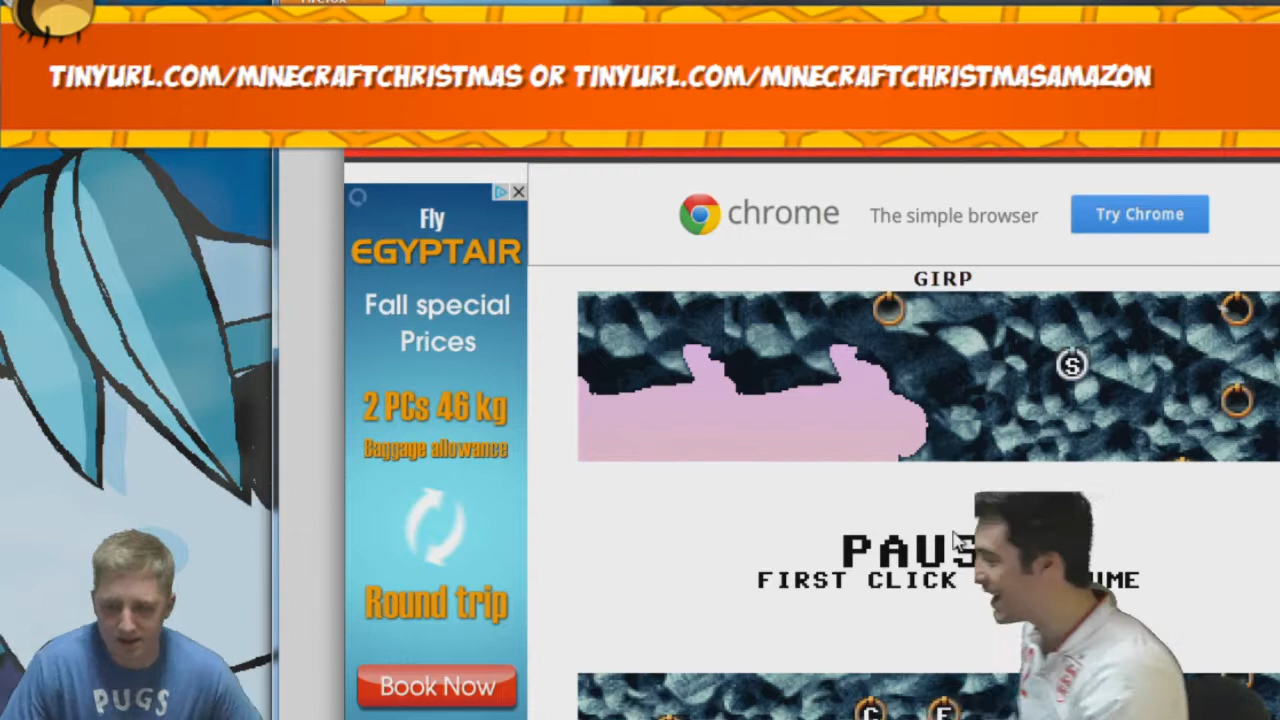 Firefox
TINYURL.COM/MINECRAFTCHRISTMAS OR TINYURL.COM/MINECRAFTCHRISTMASAMAZON
Fly
EGYPTAIR
Fall special
Prices
2 PCs 46 kg
Baggage allowance
Round trip
Book Now
chrome The simple browser Try Chrome
GIRP
S
PAUS
FIRST CLICK UME
C E
PUGS